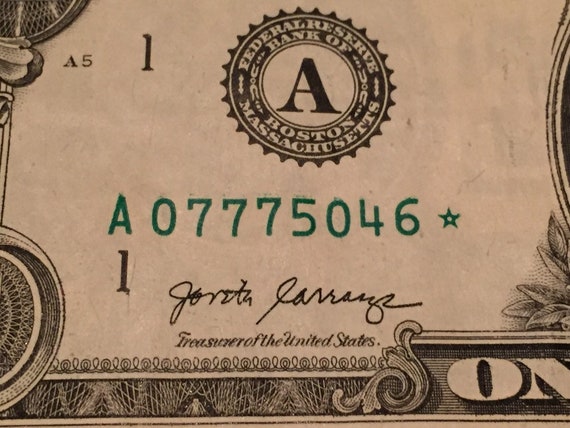 FEDERAL RESERVE
BANK OF
A
BOSTON
MASSACHUSETTS
A5
1
A 07775046 ☆
1
Jovita Carranza
Treasurer of the United States.
ON